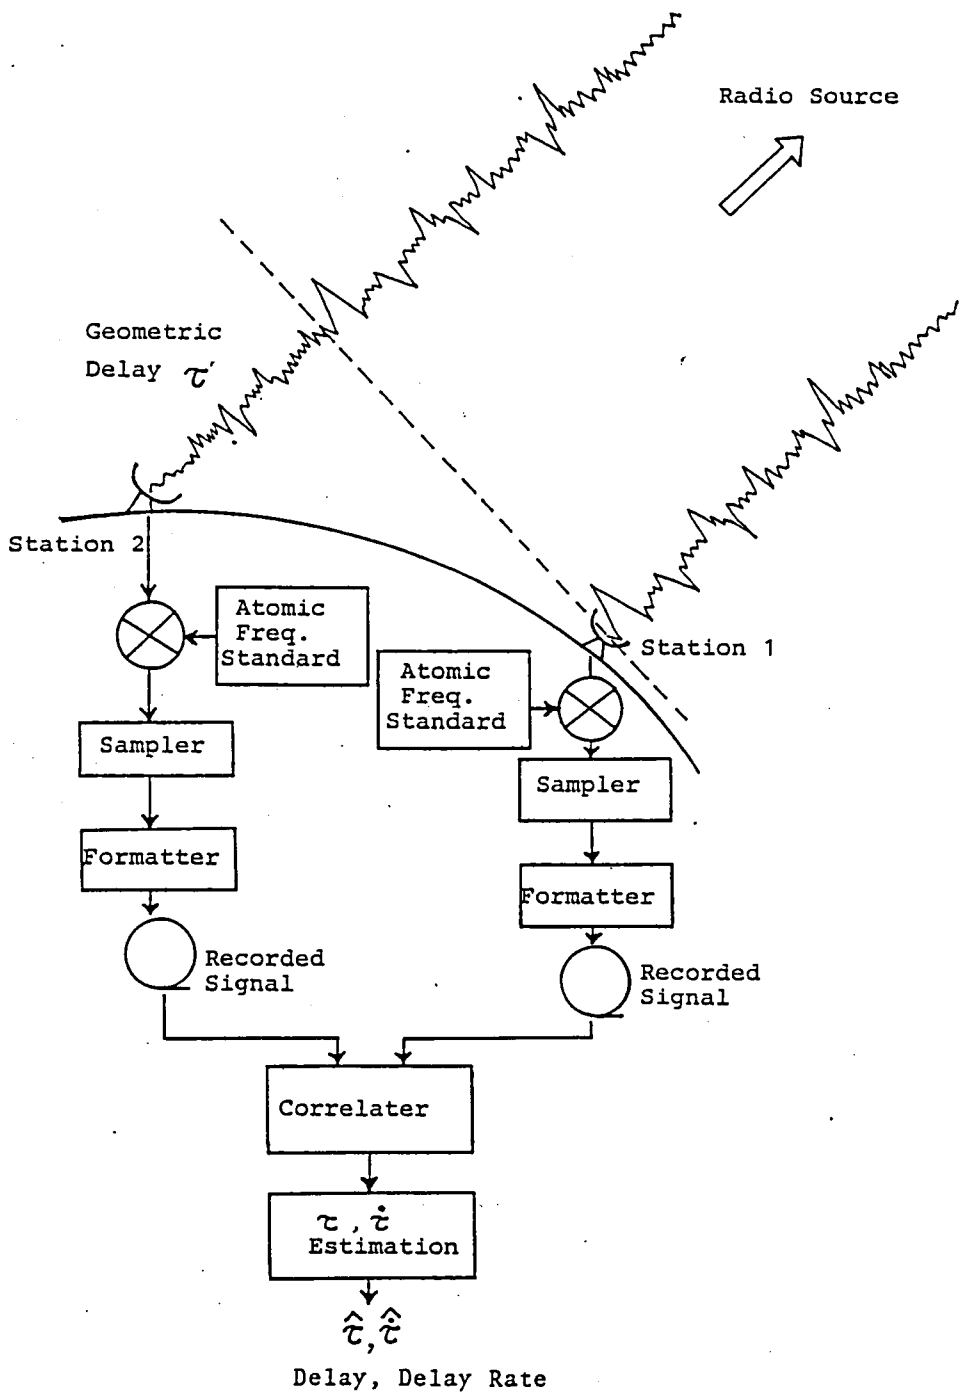 Radio Source
Geometric
Delay τ′
Station 2
Atomic
Freq.
Standard
Station 1
Atomic
Freq.
Standard
Sampler
Sampler
Formatter
Formatter
Recorded
Signal
Recorded
Signal
Correlater
τ, τ̇
Estimation
τ̂, τ̇̂
Delay, Delay Rate